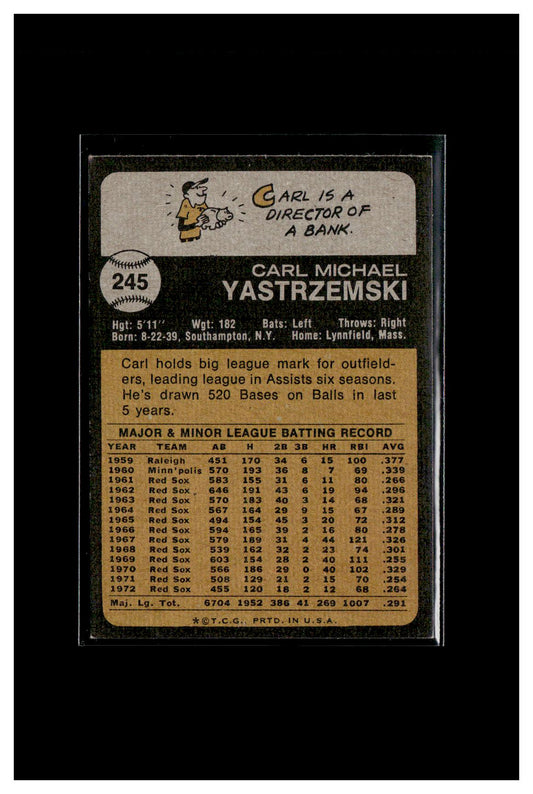 CARL IS A
DIRECTOR OF
A BANK.
245
CARL MICHAEL
YASTRZEMSKI
Hgt: 5'11" Wgt: 182 Bats: Left Throws: Right
Born: 8-22-39, Southampton, N.Y. Home: Lynnfield, Mass.
Carl holds big league mark for outfield-
ers, leading league in Assists six seasons.
He's drawn 520 Bases on Balls in last
5 years.
MAJOR & MINOR LEAGUE BATTING RECORD
YEAR TEAM AB H 2B 3B HR RBI AVG
1959 Raleigh 451 170 34 6 15 100 .377
1960 Minn'polis 570 193 36 8 7 69 .339
1961 Red Sox 583 155 31 6 11 80 .266
1962 Red Sox 646 191 43 6 19 94 .296
1963 Red Sox 570 183 40 3 14 68 .321
1964 Red Sox 567 164 29 9 15 67 .289
1965 Red Sox 494 154 45 3 20 72 .312
1966 Red Sox 594 165 39 2 16 80 .278
1967 Red Sox 579 189 31 4 44 121 .326
1968 Red Sox 539 162 32 2 23 74 .301
1969 Red Sox 603 154 28 2 40 111 .255
1970 Red Sox 566 186 29 0 40 102 .329
1971 Red Sox 508 129 21 2 15 70 .254
1972 Red Sox 455 120 18 2 12 68 .264
Maj. Lg. Tot. 6704 1952 386 41 269 1007 .291
*©T.C.G. PRTD. IN U.S.A.